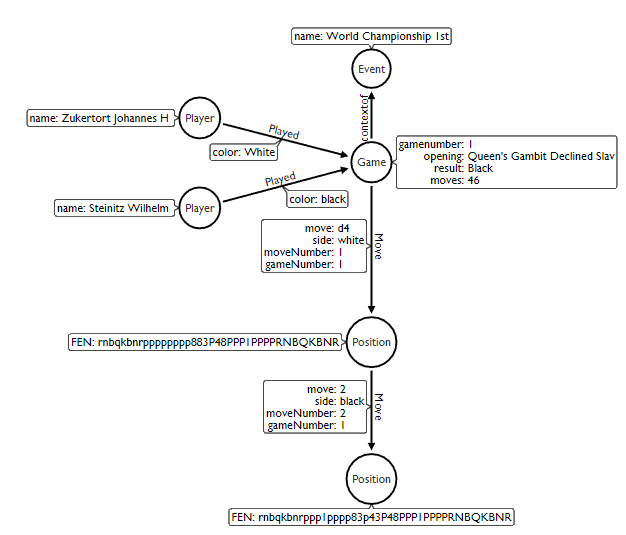 name: World Championship 1st
Event
contextof
name: Zukertort Johannes H
Player
Played
color: White
Game
gamenumber: 1
opening: Queen's Gambit Declined Slav
result: Black
moves: 46
name: Steinitz Wilhelm
Player
Played
color: black
move: d4
side: white
moveNumber: 1
gameNumber: 1
Move
FEN: rnbqkbnrpppppppp883P48PPP1PPPPRNBQKBNR
Position
move: 2
side: black
moveNumber: 2
gameNumber: 1
Move
Position
FEN: rnbqkbnrppp1pppp83p43P48PPP1PPPPRNBQKBNR